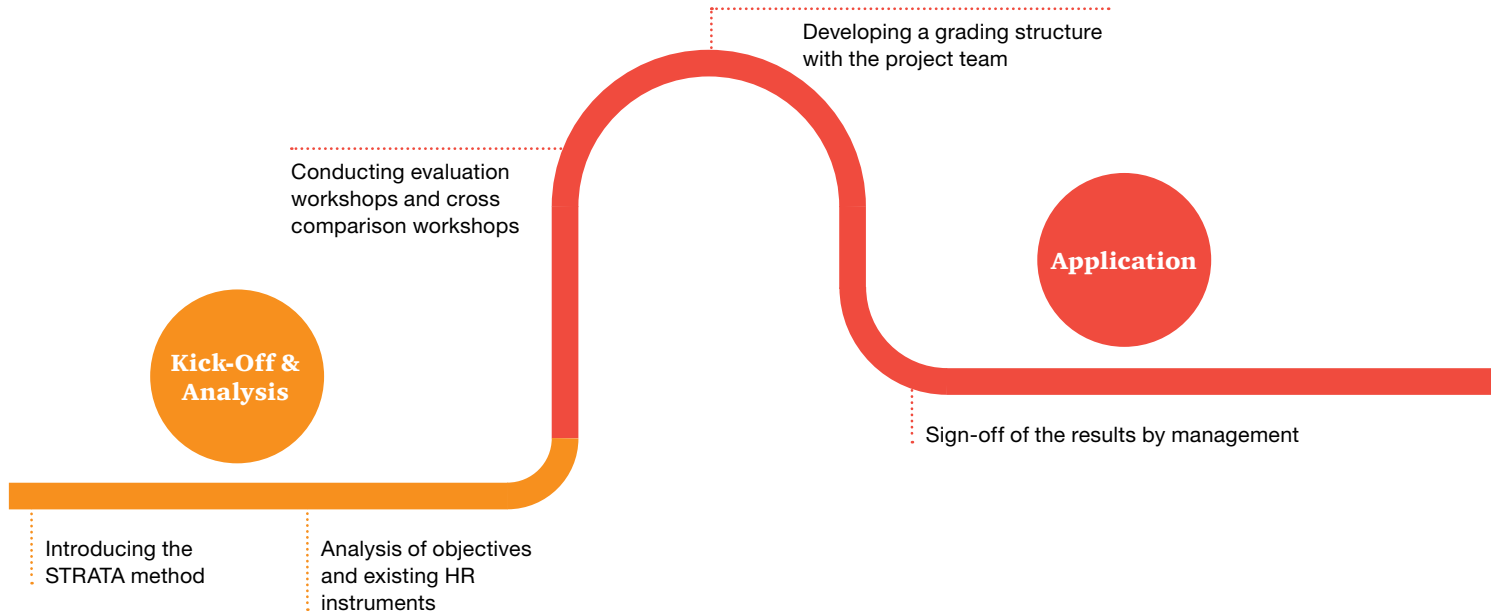 Developing a grading structure
with the project team
Conducting evaluation
workshops and cross
comparison workshops
Application
Kick-Off &
Analysis
Sign-off of the results by management
Introducing the
STRATA method
Analysis of objectives
and existing HR
instruments